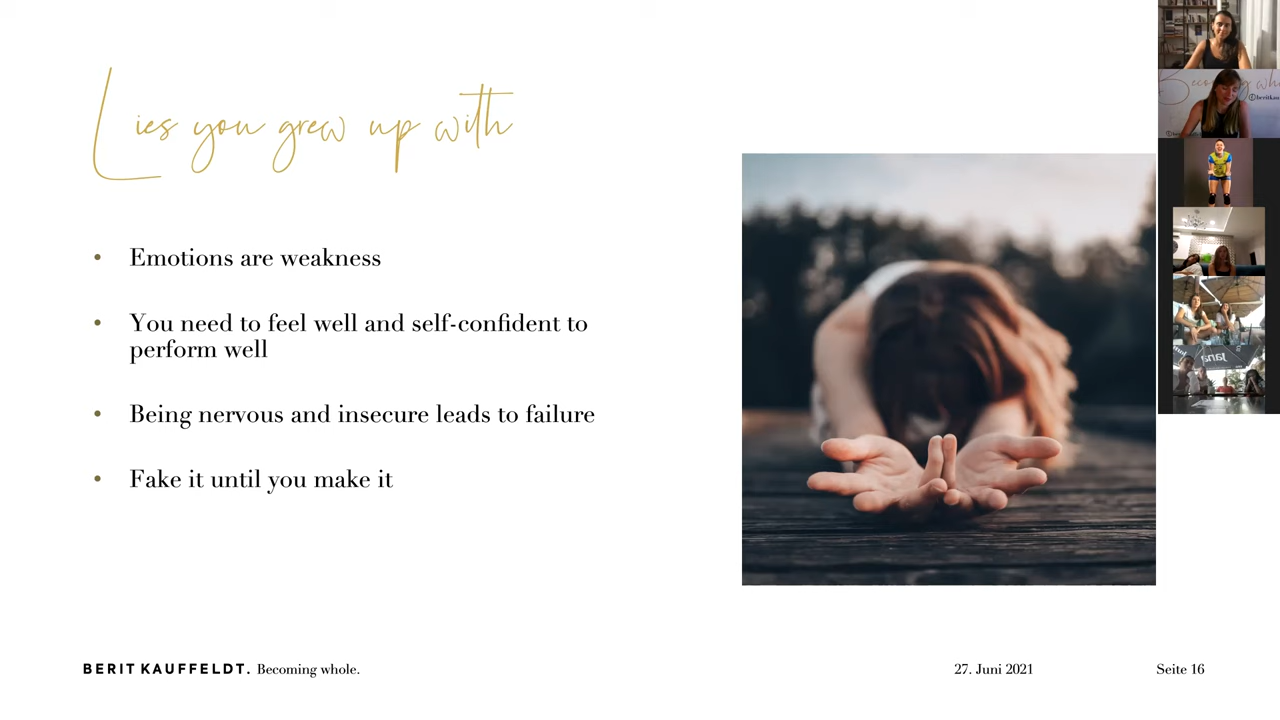 Lies you grew up with
• Emotions are weakness
• You need to feel well and self-confident to
perform well
• Being nervous and insecure leads to failure
• Fake it until you make it
BERIT KAUFFELDT. Becoming whole.
27. Juni 2021
Seite 16